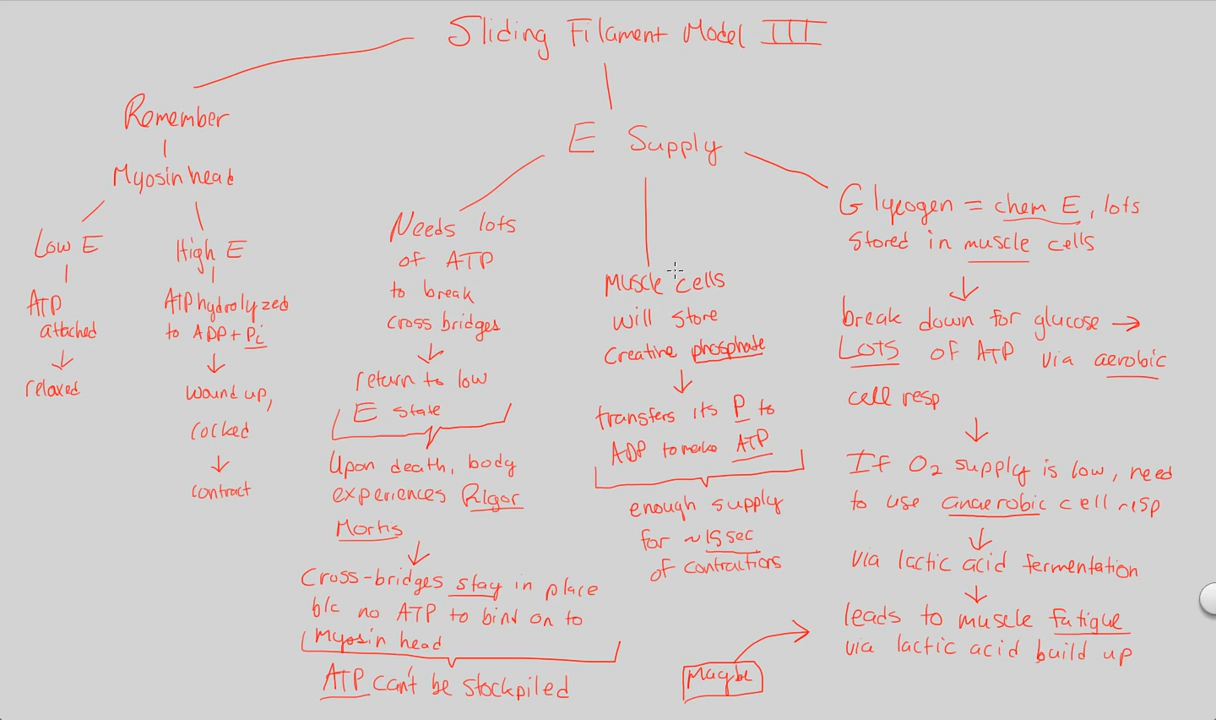 Sliding Filament Model III
Remember
Myosin head
Low E
ATP
attached
relaxed
High E
ATP hydrolyzed
to ADP + Pi
wound up,
cocked
contract
E Supply
Needs lots
of ATP
to break
cross bridges
return to low
E state
Upon death, body
experiences Rigor
Mortis
Cross-bridges stay in place
b/c no ATP to bind on to
myosin head
ATP can't be stockpiled
Muscle cells
will store
creatine phosphate
transfers its P to
ADP to make ATP
enough supply
for ~15 sec
of contractions
Glycogen = chem E, lots
stored in muscle cells
break down for glucose →
LOTS of ATP via aerobic
cell resp
If O2 supply is low, need
to use anaerobic cell resp
via lactic acid fermentation
leads to muscle fatigue
via lactic acid build up
Maybe